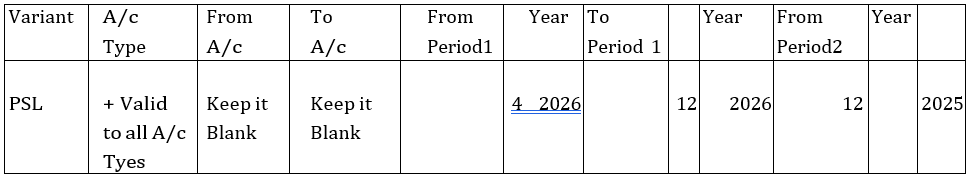 Variant A/c From To From Year To Year From Year
Type A/c A/c Period1 Period 1 Period2
PSL + Valid Keep it Keep it 4 2026 12 2026 12 2025
to all A/c Blank Blank
Tyes